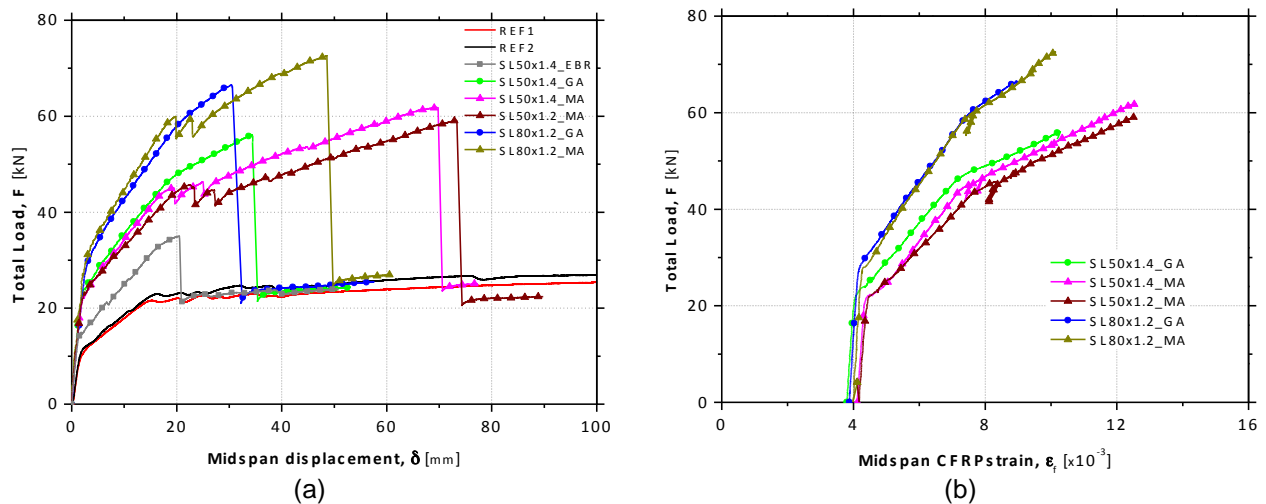 80
60
40
20
0
Total Load, F [kN]
REF1
REF2
SL50x1.4_EBR
SL50x1.4_GA
SL50x1.4_MA
SL50x1.2_MA
SL80x1.2_GA
SL80x1.2_MA
0 20 40 60 80 100
Midspan displacement, δ [mm]
(a)
80
60
40
20
0
Total Load, F [kN]
SL50x1.4_GA
SL50x1.4_MA
SL50x1.2_MA
SL80x1.2_GA
SL80x1.2_MA
0 4 8 12 16
Midspan CFRP strain, εf [x10-3]
(b)